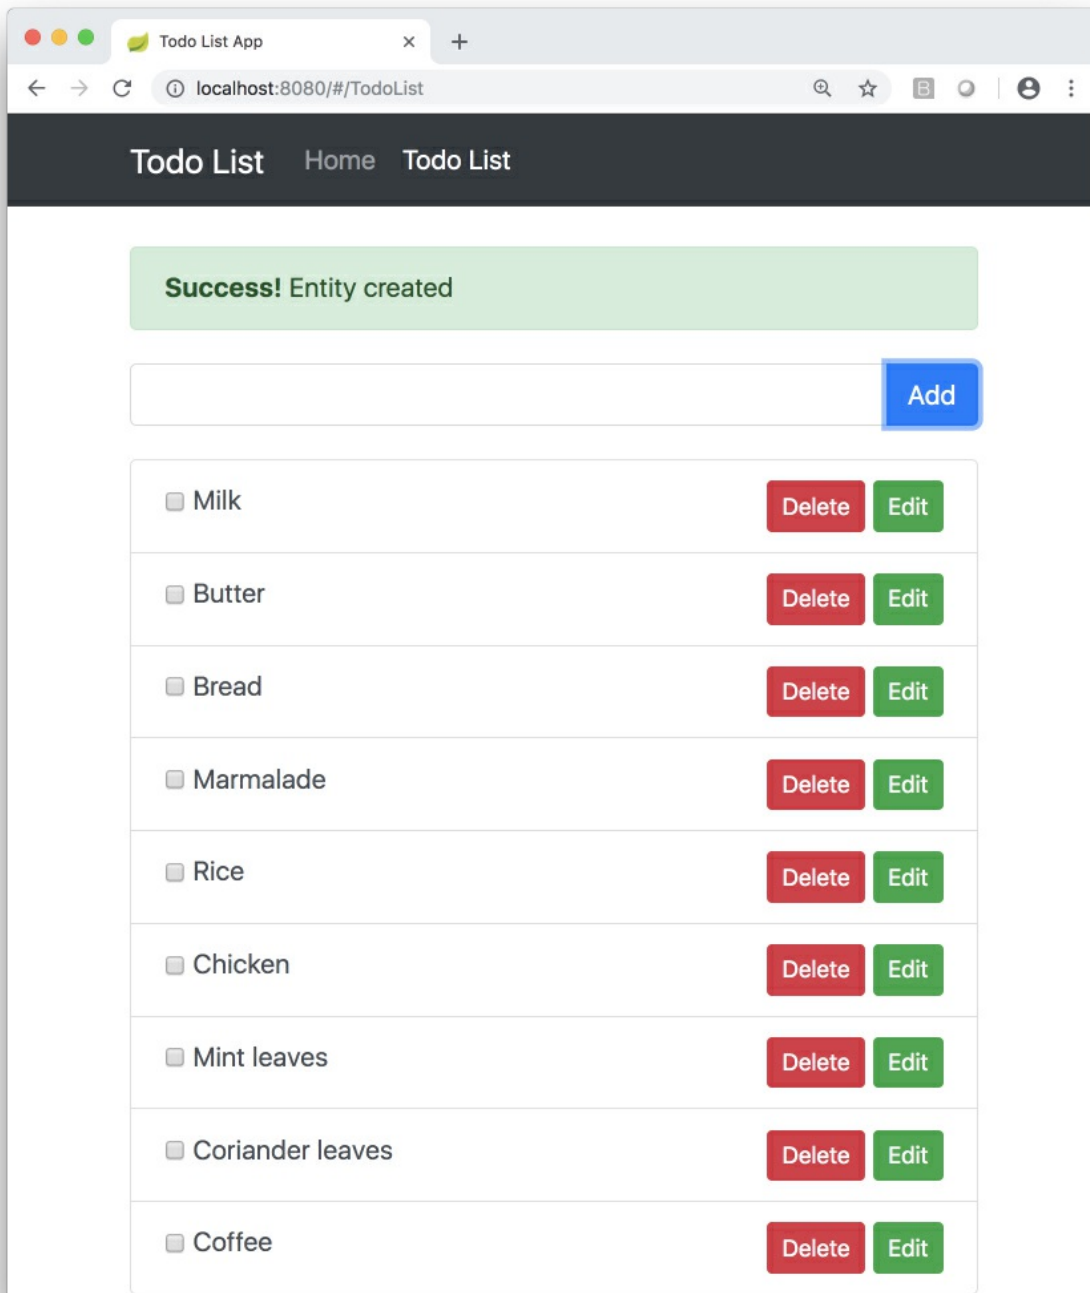 Todo List App
localhost:8080/#/TodoList
Todo List Home Todo List
Success! Entity created
Add
Milk Delete Edit
Butter Delete Edit
Bread Delete Edit
Marmalade Delete Edit
Rice Delete Edit
Chicken Delete Edit
Mint leaves Delete Edit
Coriander leaves Delete Edit
Coffee Delete Edit